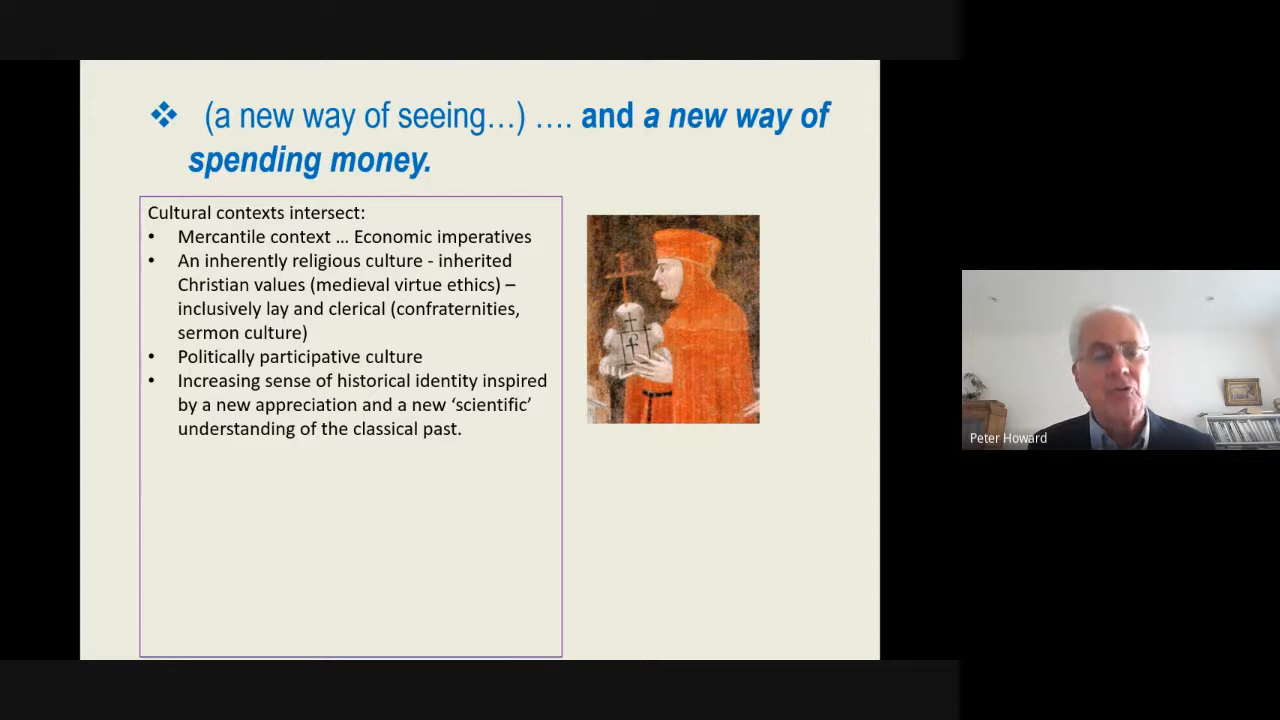 ❖ (a new way of seeing…) …. and a new way of
spending money.
Cultural contexts intersect:
• Mercantile context … Economic imperatives
• An inherently religious culture - inherited
Christian values (medieval virtue ethics) –
inclusively lay and clerical (confraternities,
sermon culture)
• Politically participative culture
• Increasing sense of historical identity inspired
by a new appreciation and a new ‘scientific’
understanding of the classical past.
Peter Howard